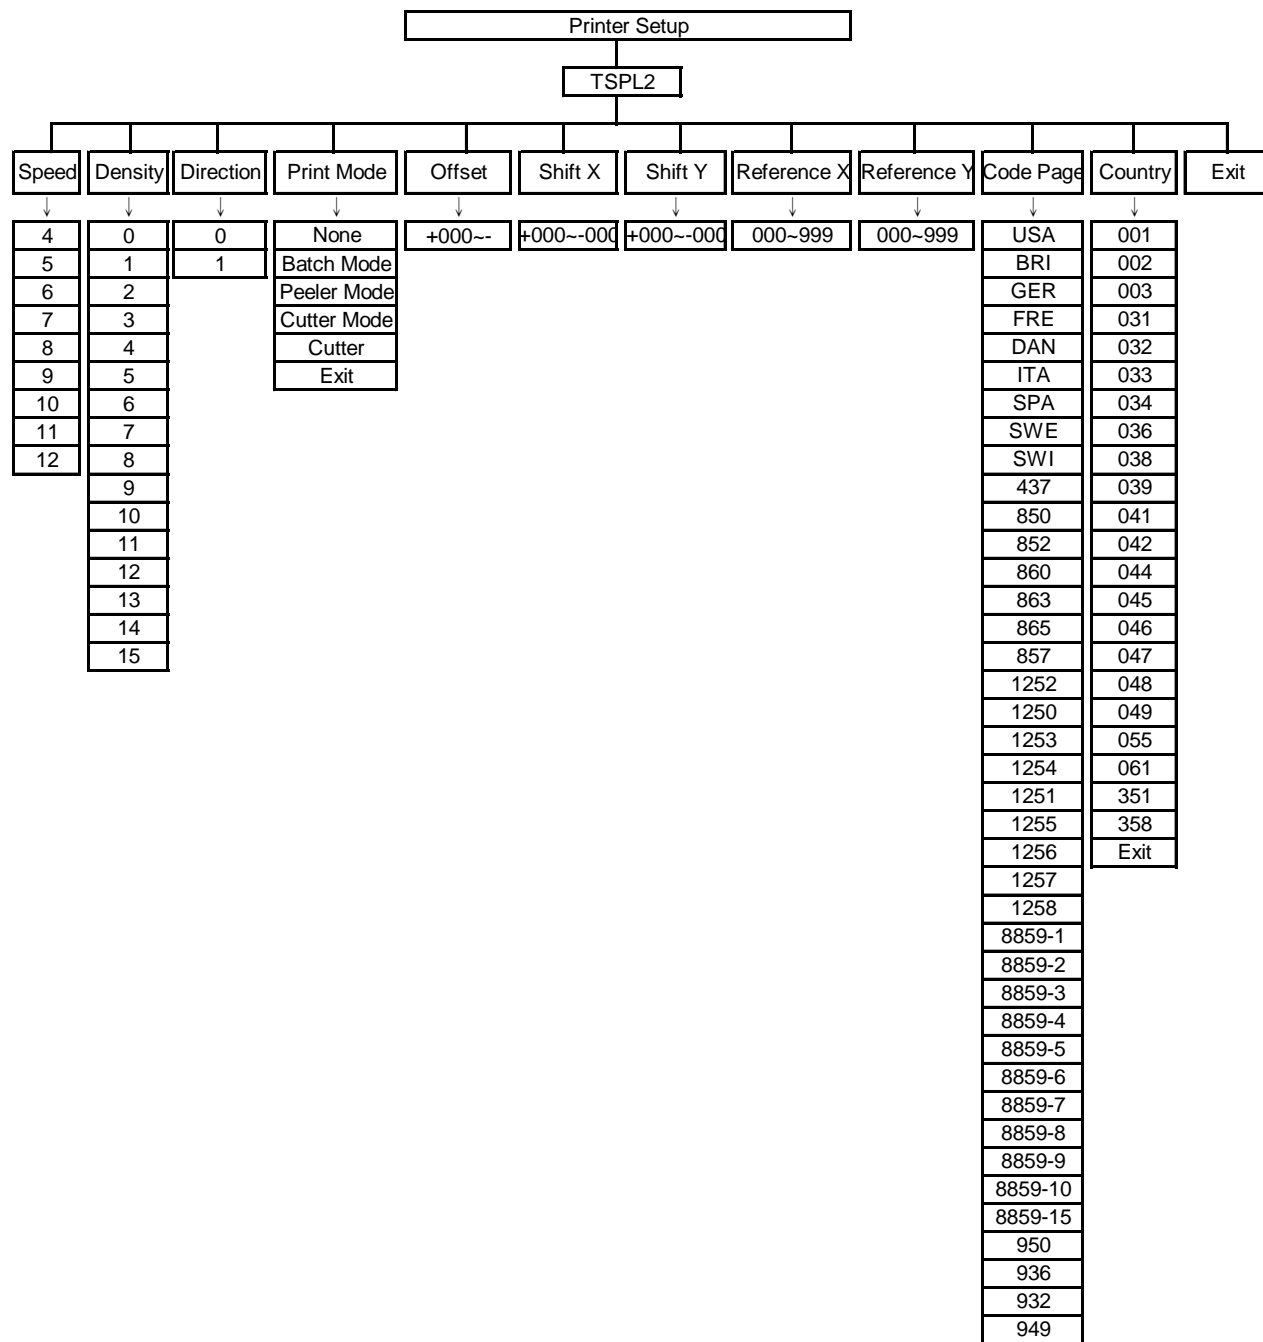 Printer Setup
TSPL2
Speed Density Direction Print Mode Offset Shift X Shift Y Reference X Reference Y Code Page Country Exit
4 0 0 None +000~- +000~-000 +000~-000 000~999 000~999 USA 001
5 1 1 Batch Mode BRI 002
6 2 Peeler Mode GER 003
7 3 Cutter Mode FRE 031
8 4 Cutter DAN 032
9 5 Exit ITA 033
10 6 SPA 034
11 7 SWE 036
12 8 SWI 038
9 437 039
10 850 041
11 852 042
12 860 044
13 863 045
14 865 046
15 857 047
1252 048
1250 049
1253 055
1254 061
1251 351
1255 358
1256 Exit
1257
1258
8859-1
8859-2
8859-3
8859-4
8859-5
8859-6
8859-7
8859-8
8859-9
8859-10
8859-15
950
936
932
949